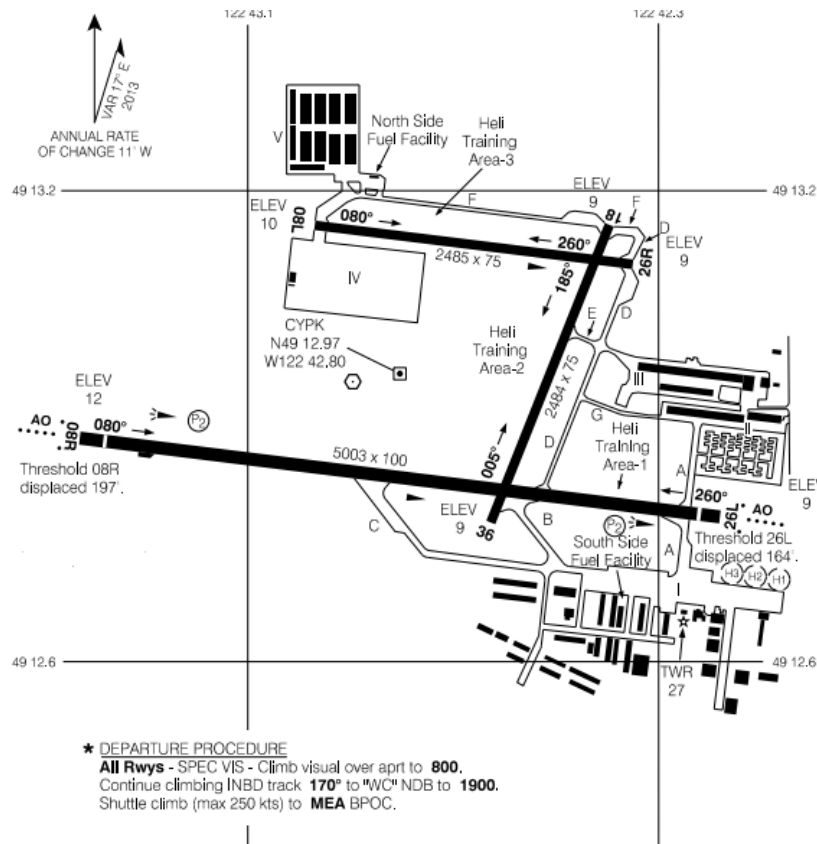 122 43.1
122 42.3
VAR 17° E
2013
ANNUAL RATE
OF CHANGE 11' W
49 13.2
49 13.2
V
North Side
Fuel Facility
Heli
Training
Area-3
ELEV
9
18
F
F
D
ELEV
9
ELEV
10
08L
080°
260°
26R
2485 x 75
185°
IV
CYPK
N49 12.97
W122 42.80
Heli
Training
Area-2
E
D
2484 x 75
III
II
G
ELEV
12
AO
08R
080°
P2
5003 x 100
Threshold 08R
displaced 197'.
D
005°
Heli
Training
Area-1
A
260°
26L
AO
ELEV
9
ELEV
9
36
C
B
P2
A
Threshold 26L
displaced 164'.
South Side
Fuel Facility
H3
H2
H1
I
49 12.6
49 12.6
TWR
27
* DEPARTURE PROCEDURE
All Rwys - SPEC VIS - Climb visual over aprt to 800.
Continue climbing INBD track 170° to "WC" NDB to 1900.
Shuttle climb (max 250 kts) to MEA BPOC.